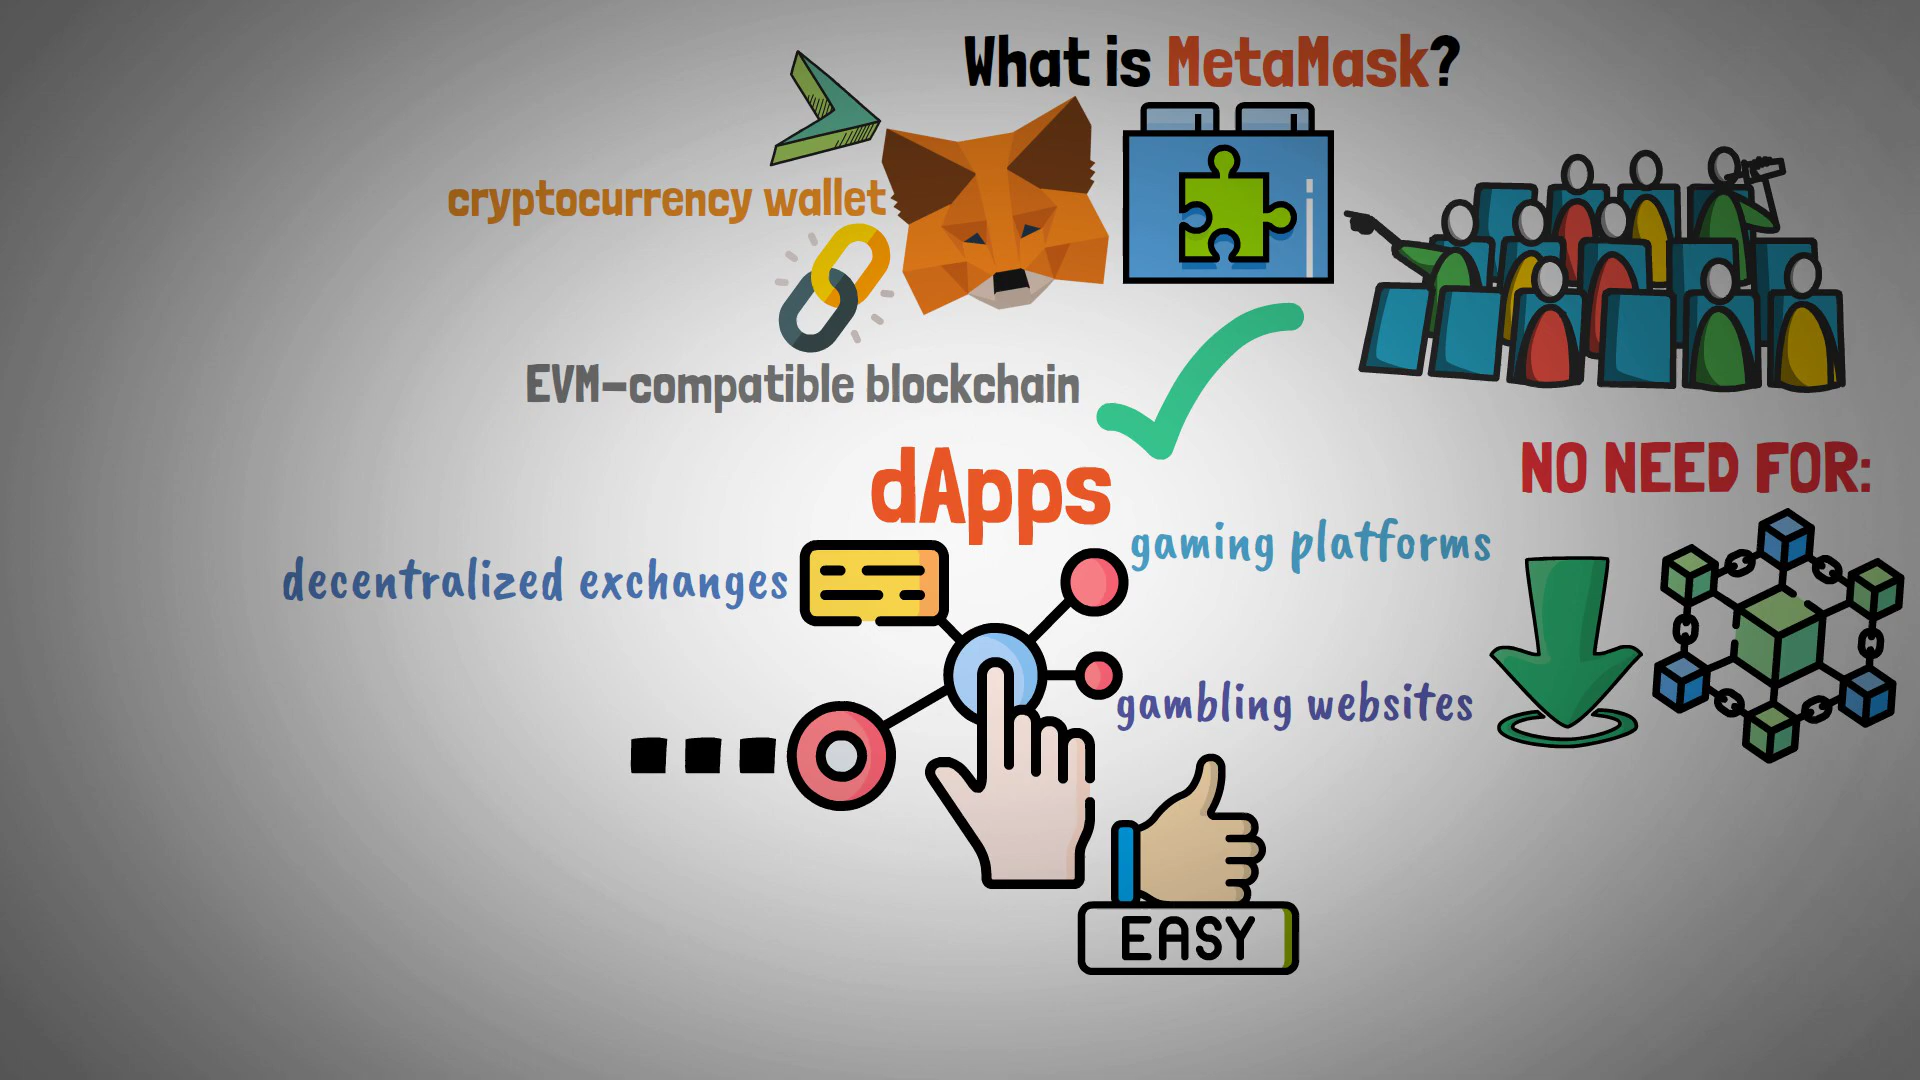 What is MetaMask?
cryptocurrency wallet
EVM-compatible blockchain
dApps
NO NEED FOR:
decentralized exchanges
gaming platforms
gambling websites
EASY